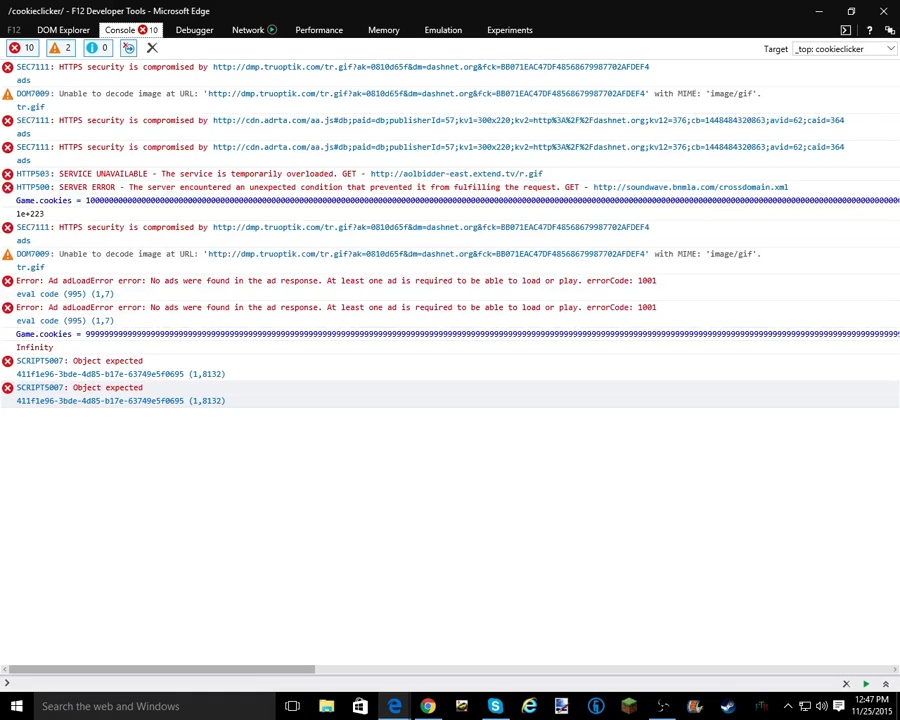 /cookieclicker/ - F12 Developer Tools - Microsoft Edge
F12 DOM Explorer Console 10 Debugger Network Performance Memory Emulation Experiments
10 2 0 Target _top: cookieclicker
SEC7111: HTTPS security is compromised by http://dmp.truoptik.com/tr.gif?ak=0810d65f&dm=dashnet.org&fck=BB071EAC47DF48568679987702AFDEF4
ads
DOM7009: Unable to decode image at URL: 'http://dmp.truoptik.com/tr.gif?ak=0810d65f&dm=dashnet.org&fck=BB071EAC47DF48568679987702AFDEF4' with MIME: 'image/gif'.
tr.gif
SEC7111: HTTPS security is compromised by http://cdn.adrta.com/aa.js#db;paid=db;publisherId=57;kv1=300x220;kv2=http%3A%2F%2Fdashnet.org;kv12=376;cb=1448484320863;avid=62;caid=364
ads
SEC7111: HTTPS security is compromised by http://cdn.adrta.com/aa.js#db;paid=db;publisherId=57;kv1=300x220;kv2=http%3A%2F%2Fdashnet.org;kv12=376;cb=1448484320863;avid=62;caid=364
ads
HTTP503: SERVICE UNAVAILABLE - The service is temporarily overloaded. GET - http://aolbidder-east.extend.tv/r.gif
HTTP500: SERVER ERROR - The server encountered an unexpected condition that prevented it from fulfilling the request. GET - http://soundwave.bnmla.com/crossdomain.xml
Game.cookies =
1e+223
SEC7111: HTTPS security is compromised by http://dmp.truoptik.com/tr.gif?ak=0810d65f&dm=dashnet.org&fck=BB071EAC47DF48568679987702AFDEF4
ads
DOM7009: Unable to decode image at URL: 'http://dmp.truoptik.com/tr.gif?ak=0810d65f&dm=dashnet.org&fck=BB071EAC47DF48568679987702AFDEF4' with MIME: 'image/gif'.
tr.gif
Error: Ad adLoadError error: No ads were found in the ad response. At least one ad is required to be able to load or play. errorCode: 1001
eval code (995) (1,7)
Error: Ad adLoadError error: No ads were found in the ad response. At least one ad is required to be able to load or play. errorCode: 1001
eval code (995) (1,7)
Game.cookies =
Infinity
SCRIPT5007: Object expected
411f1e96-3bde-4d85-b17e-63749e5f0695 (1,8132)
SCRIPT5007: Object expected
411f1e96-3bde-4d85-b17e-63749e5f0695 (1,8132)
Search the web and Windows
12:47 PM
11/25/2015